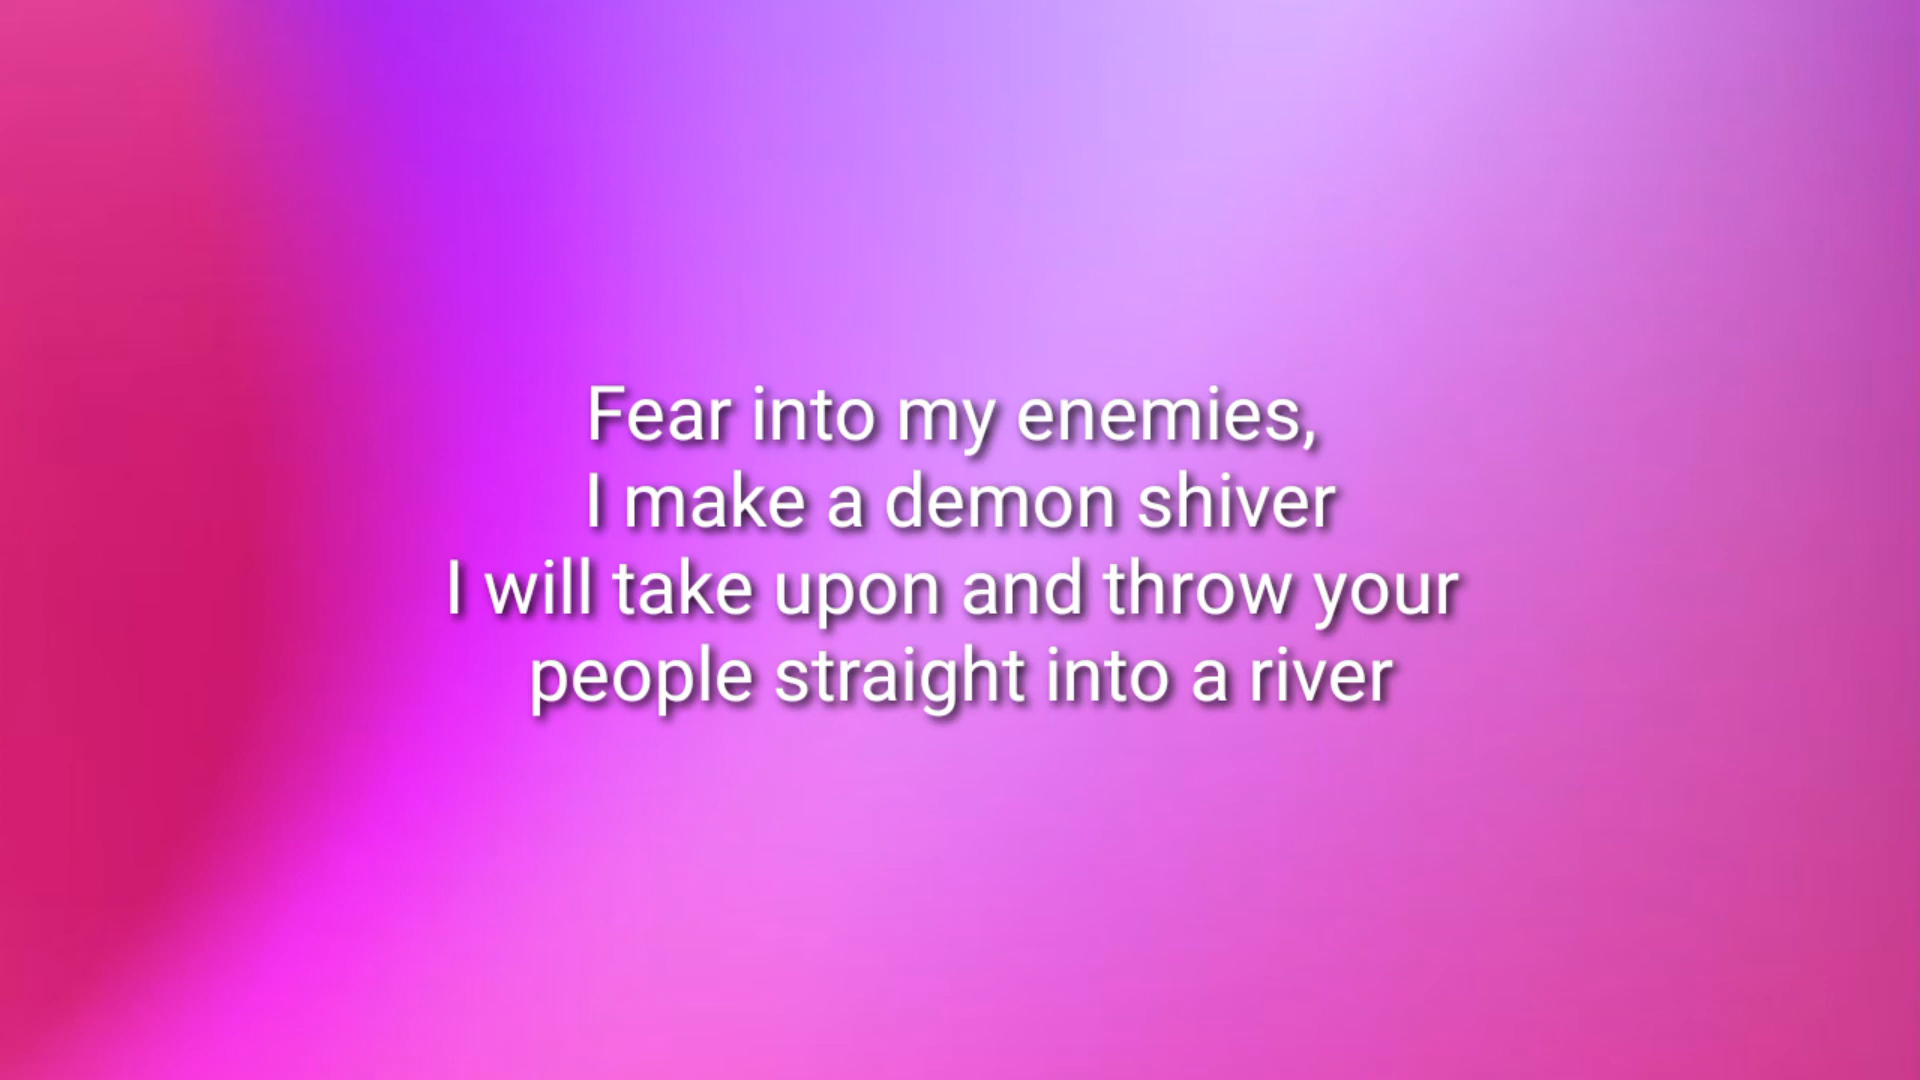 Fear into my enemies,
I make a demon shiver
I will take upon and throw your
people straight into a river